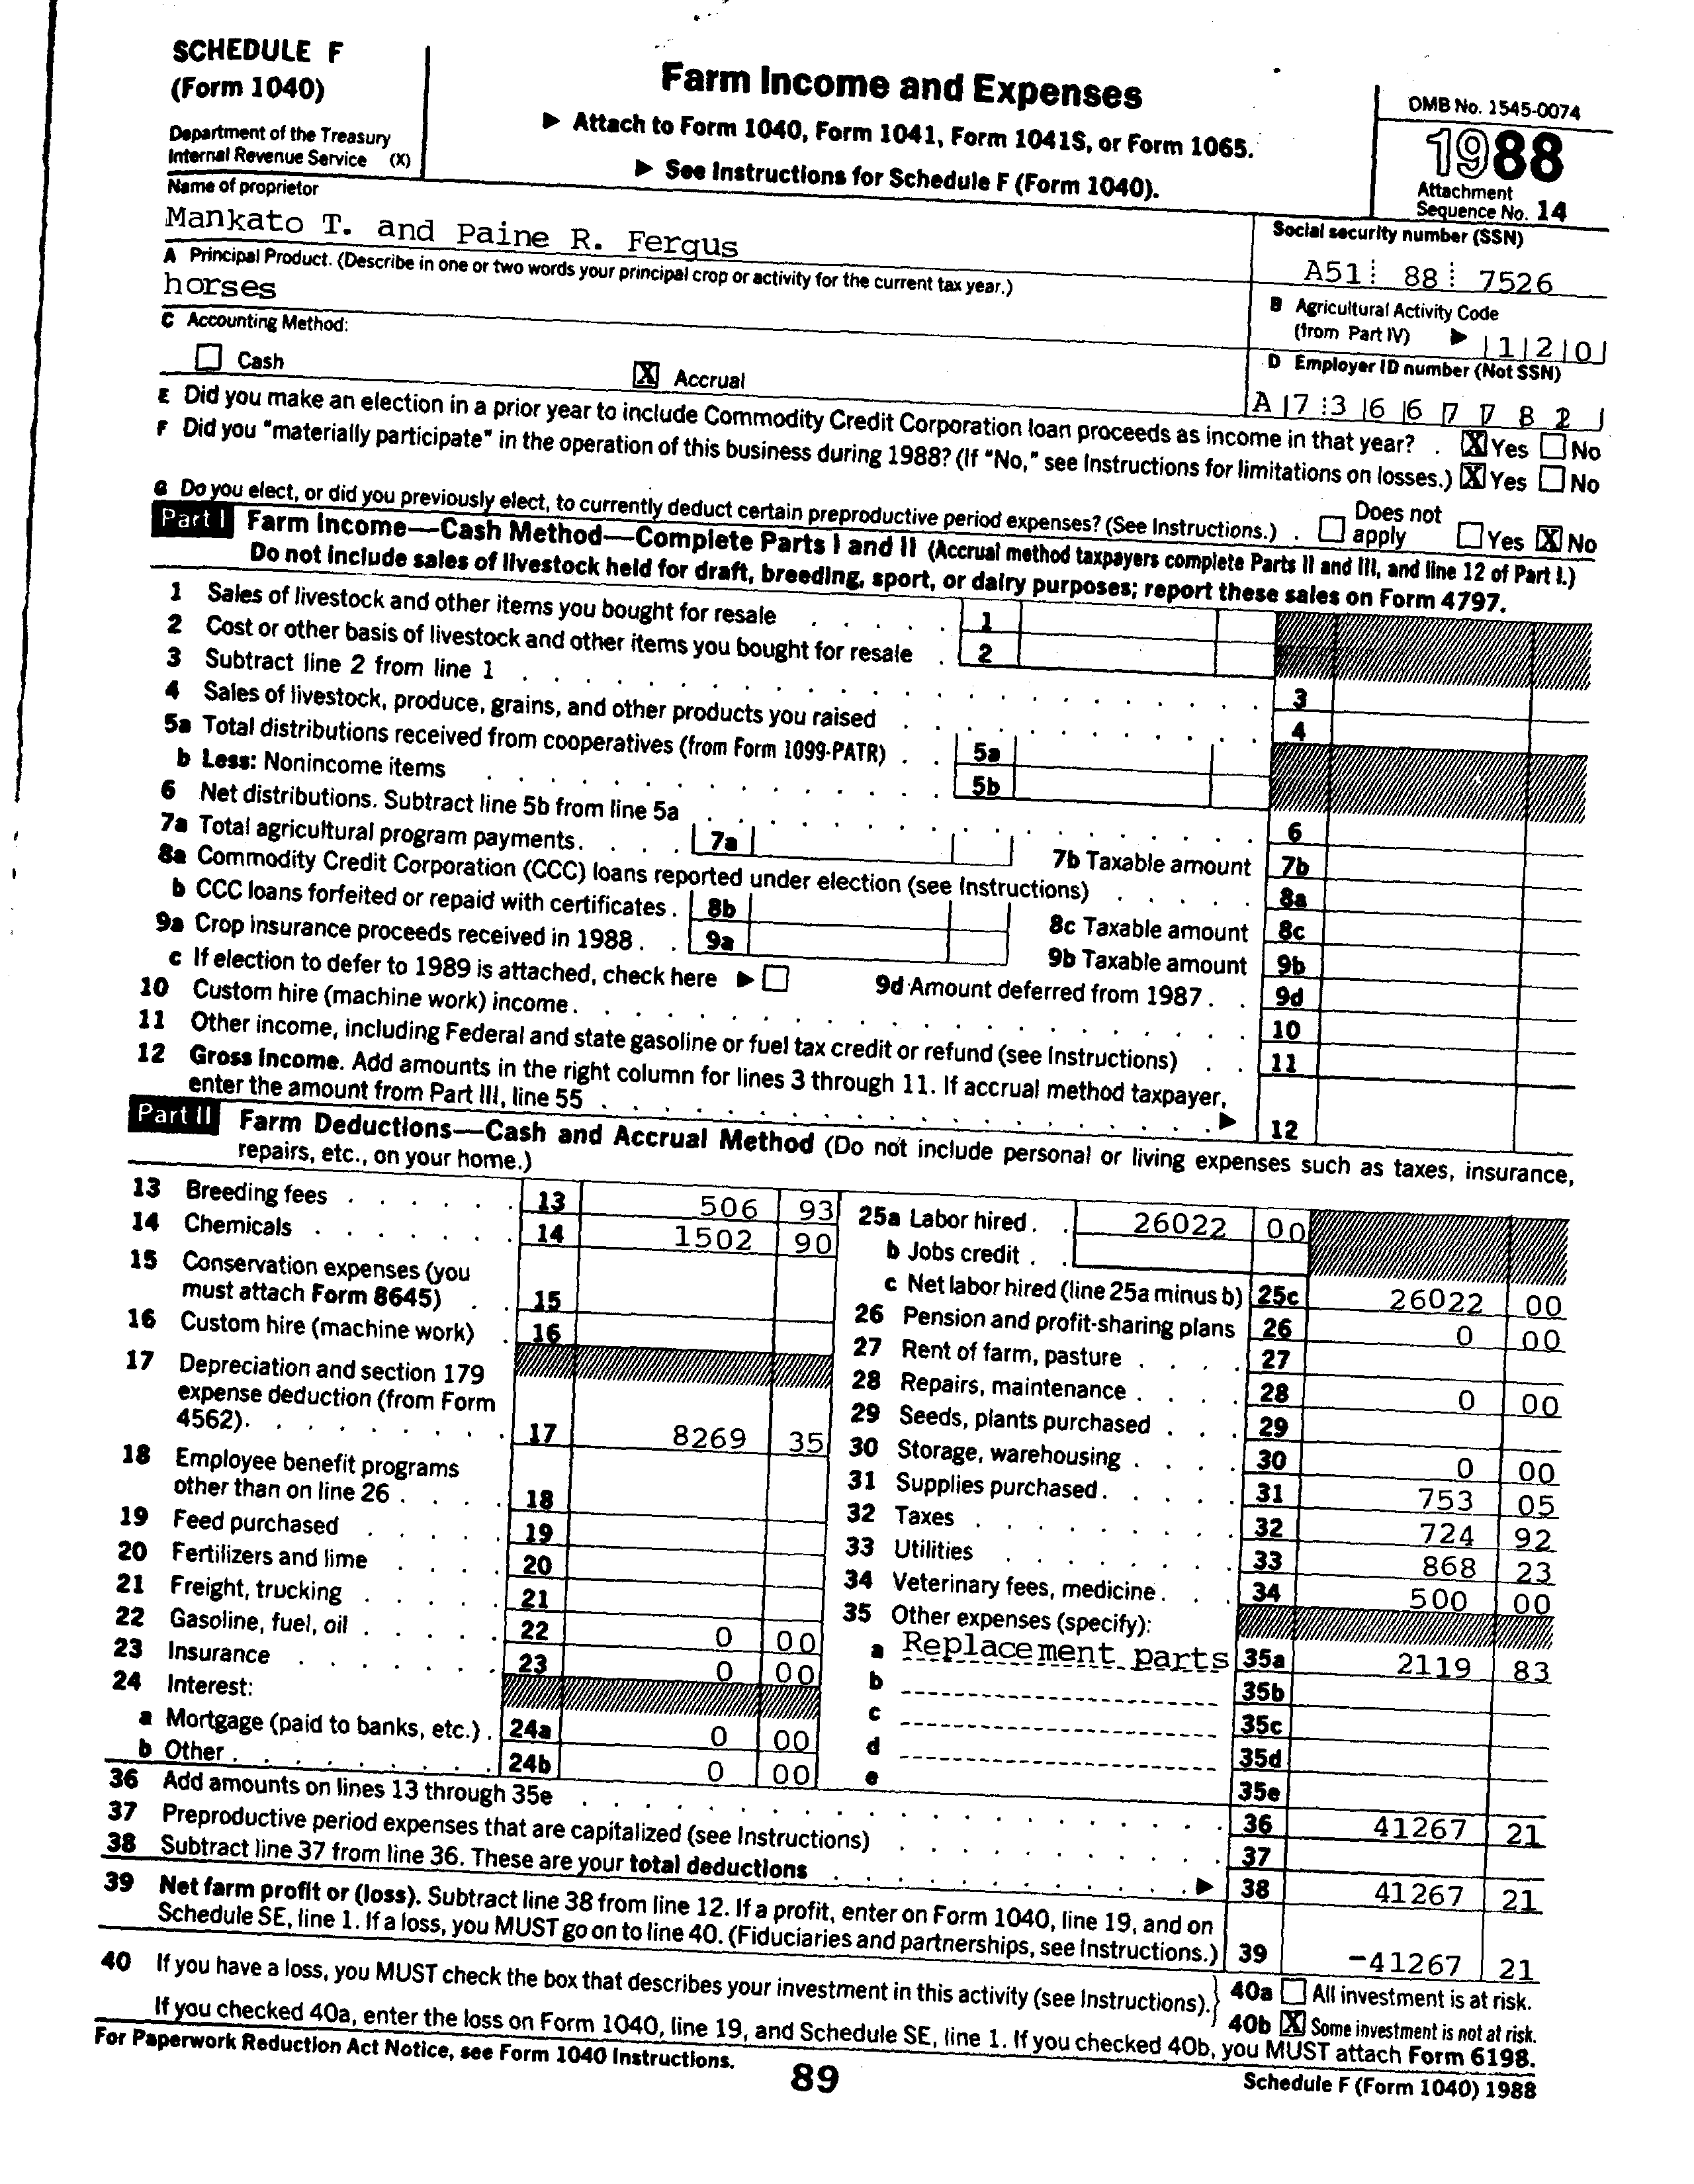 SCHEDULE F
(Form 1040)
Department of the Treasury
Internal Revenue Service (X)
Farm Income and Expenses
▶ Attach to Form 1040, Form 1041, Form 1041S, or Form 1065.
▶ See Instructions for Schedule F (Form 1040).
OMB No. 1545-0074
1988
Attachment
Sequence No. 14
Name of proprietor
Mankato T. and Paine R. Fergus
Social security number (SSN)
A51 88 7526
A Principal Product. (Describe in one or two words your principal crop or activity for the current tax year.)
horses
B Agricultural Activity Code
(from Part IV) ▶ 1 2 0
C Accounting Method:
Cash X Accrual
D Employer ID number (Not SSN)
A 7 3 6 6 7 7 8 2
E Did you make an election in a prior year to include Commodity Credit Corporation loan proceeds as income in that year? . X Yes No
F Did you "materially participate" in the operation of this business during 1988? (If "No," see Instructions for limitations on losses.) X Yes No
G Do you elect, or did you previously elect, to currently deduct certain preproductive period expenses? (See Instructions.) . Does not apply Yes X No
Part I Farm Income—Cash Method—Complete Parts I and II (Accrual method taxpayers complete Parts II and III, and line 12 of Part I.)
Do not include sales of livestock held for draft, breeding, sport, or dairy purposes; report these sales on Form 4797.
1 Sales of livestock and other items you bought for resale 1
2 Cost or other basis of livestock and other items you bought for resale 2
3 Subtract line 2 from line 1 3
4 Sales of livestock, produce, grains, and other products you raised 4
5a Total distributions received from cooperatives (from Form 1099-PATR) 5a
b Less: Nonincome items 5b
6 Net distributions. Subtract line 5b from line 5a 6
7a Total agricultural program payments. 7a 7b Taxable amount 7b
8a Commodity Credit Corporation (CCC) loans reported under election (see Instructions) 8a
b CCC loans forfeited or repaid with certificates. 8b 8c Taxable amount 8c
9a Crop insurance proceeds received in 1988. 9a 9b Taxable amount 9b
c If election to defer to 1989 is attached, check here ▶ 9d Amount deferred from 1987. 9d
10 Custom hire (machine work) income. 10
11 Other income, including Federal and state gasoline or fuel tax credit or refund (see Instructions) 11
12 Gross Income. Add amounts in the right column for lines 3 through 11. If accrual method taxpayer,
enter the amount from Part III, line 55 ▶ 12
Part II Farm Deductions—Cash and Accrual Method (Do not include personal or living expenses such as taxes, insurance,
repairs, etc., on your home.)
13 Breeding fees 13 506 93
14 Chemicals 14 1502 90
15 Conservation expenses (you
must attach Form 8645) 15
16 Custom hire (machine work) 16
17 Depreciation and section 179
expense deduction (from Form
4562). 17 8269 35
18 Employee benefit programs
other than on line 26 18
19 Feed purchased 19
20 Fertilizers and lime 20
21 Freight, trucking 21
22 Gasoline, fuel, oil 22 0 00
23 Insurance 23 0 00
24 Interest:
a Mortgage (paid to banks, etc.) 24a 0 00
b Other 24b 0 00
25a Labor hired. 26022 00
b Jobs credit
c Net labor hired (line 25a minus b) 25c 26022 00
26 Pension and profit-sharing plans 26 0 00
27 Rent of farm, pasture 27
28 Repairs, maintenance 28 0 00
29 Seeds, plants purchased 29
30 Storage, warehousing 30 0 00
31 Supplies purchased. 31 753 05
32 Taxes 32 724 92
33 Utilities 33 868 23
34 Veterinary fees, medicine. 34 500 00
35 Other expenses (specify):
a Replacement parts 35a 2119 83
b 35b
c 35c
d 35d
e 35e
36 Add amounts on lines 13 through 35e 36 41267 21
37 Preproductive period expenses that are capitalized (see Instructions) 37
38 Subtract line 37 from line 36. These are your total deductions ▶ 38 41267 21
39 Net farm profit or (loss). Subtract line 38 from line 12. If a profit, enter on Form 1040, line 19, and on
Schedule SE, line 1. If a loss, you MUST go on to line 40. (Fiduciaries and partnerships, see Instructions.) 39 -41267 21
40 If you have a loss, you MUST check the box that describes your investment in this activity (see Instructions). 40a All investment is at risk.
40b X Some investment is not at risk.
If you checked 40a, enter the loss on Form 1040, line 19, and Schedule SE, line 1. If you checked 40b, you MUST attach Form 6198.
For Paperwork Reduction Act Notice, see Form 1040 Instructions.
89
Schedule F (Form 1040) 1988